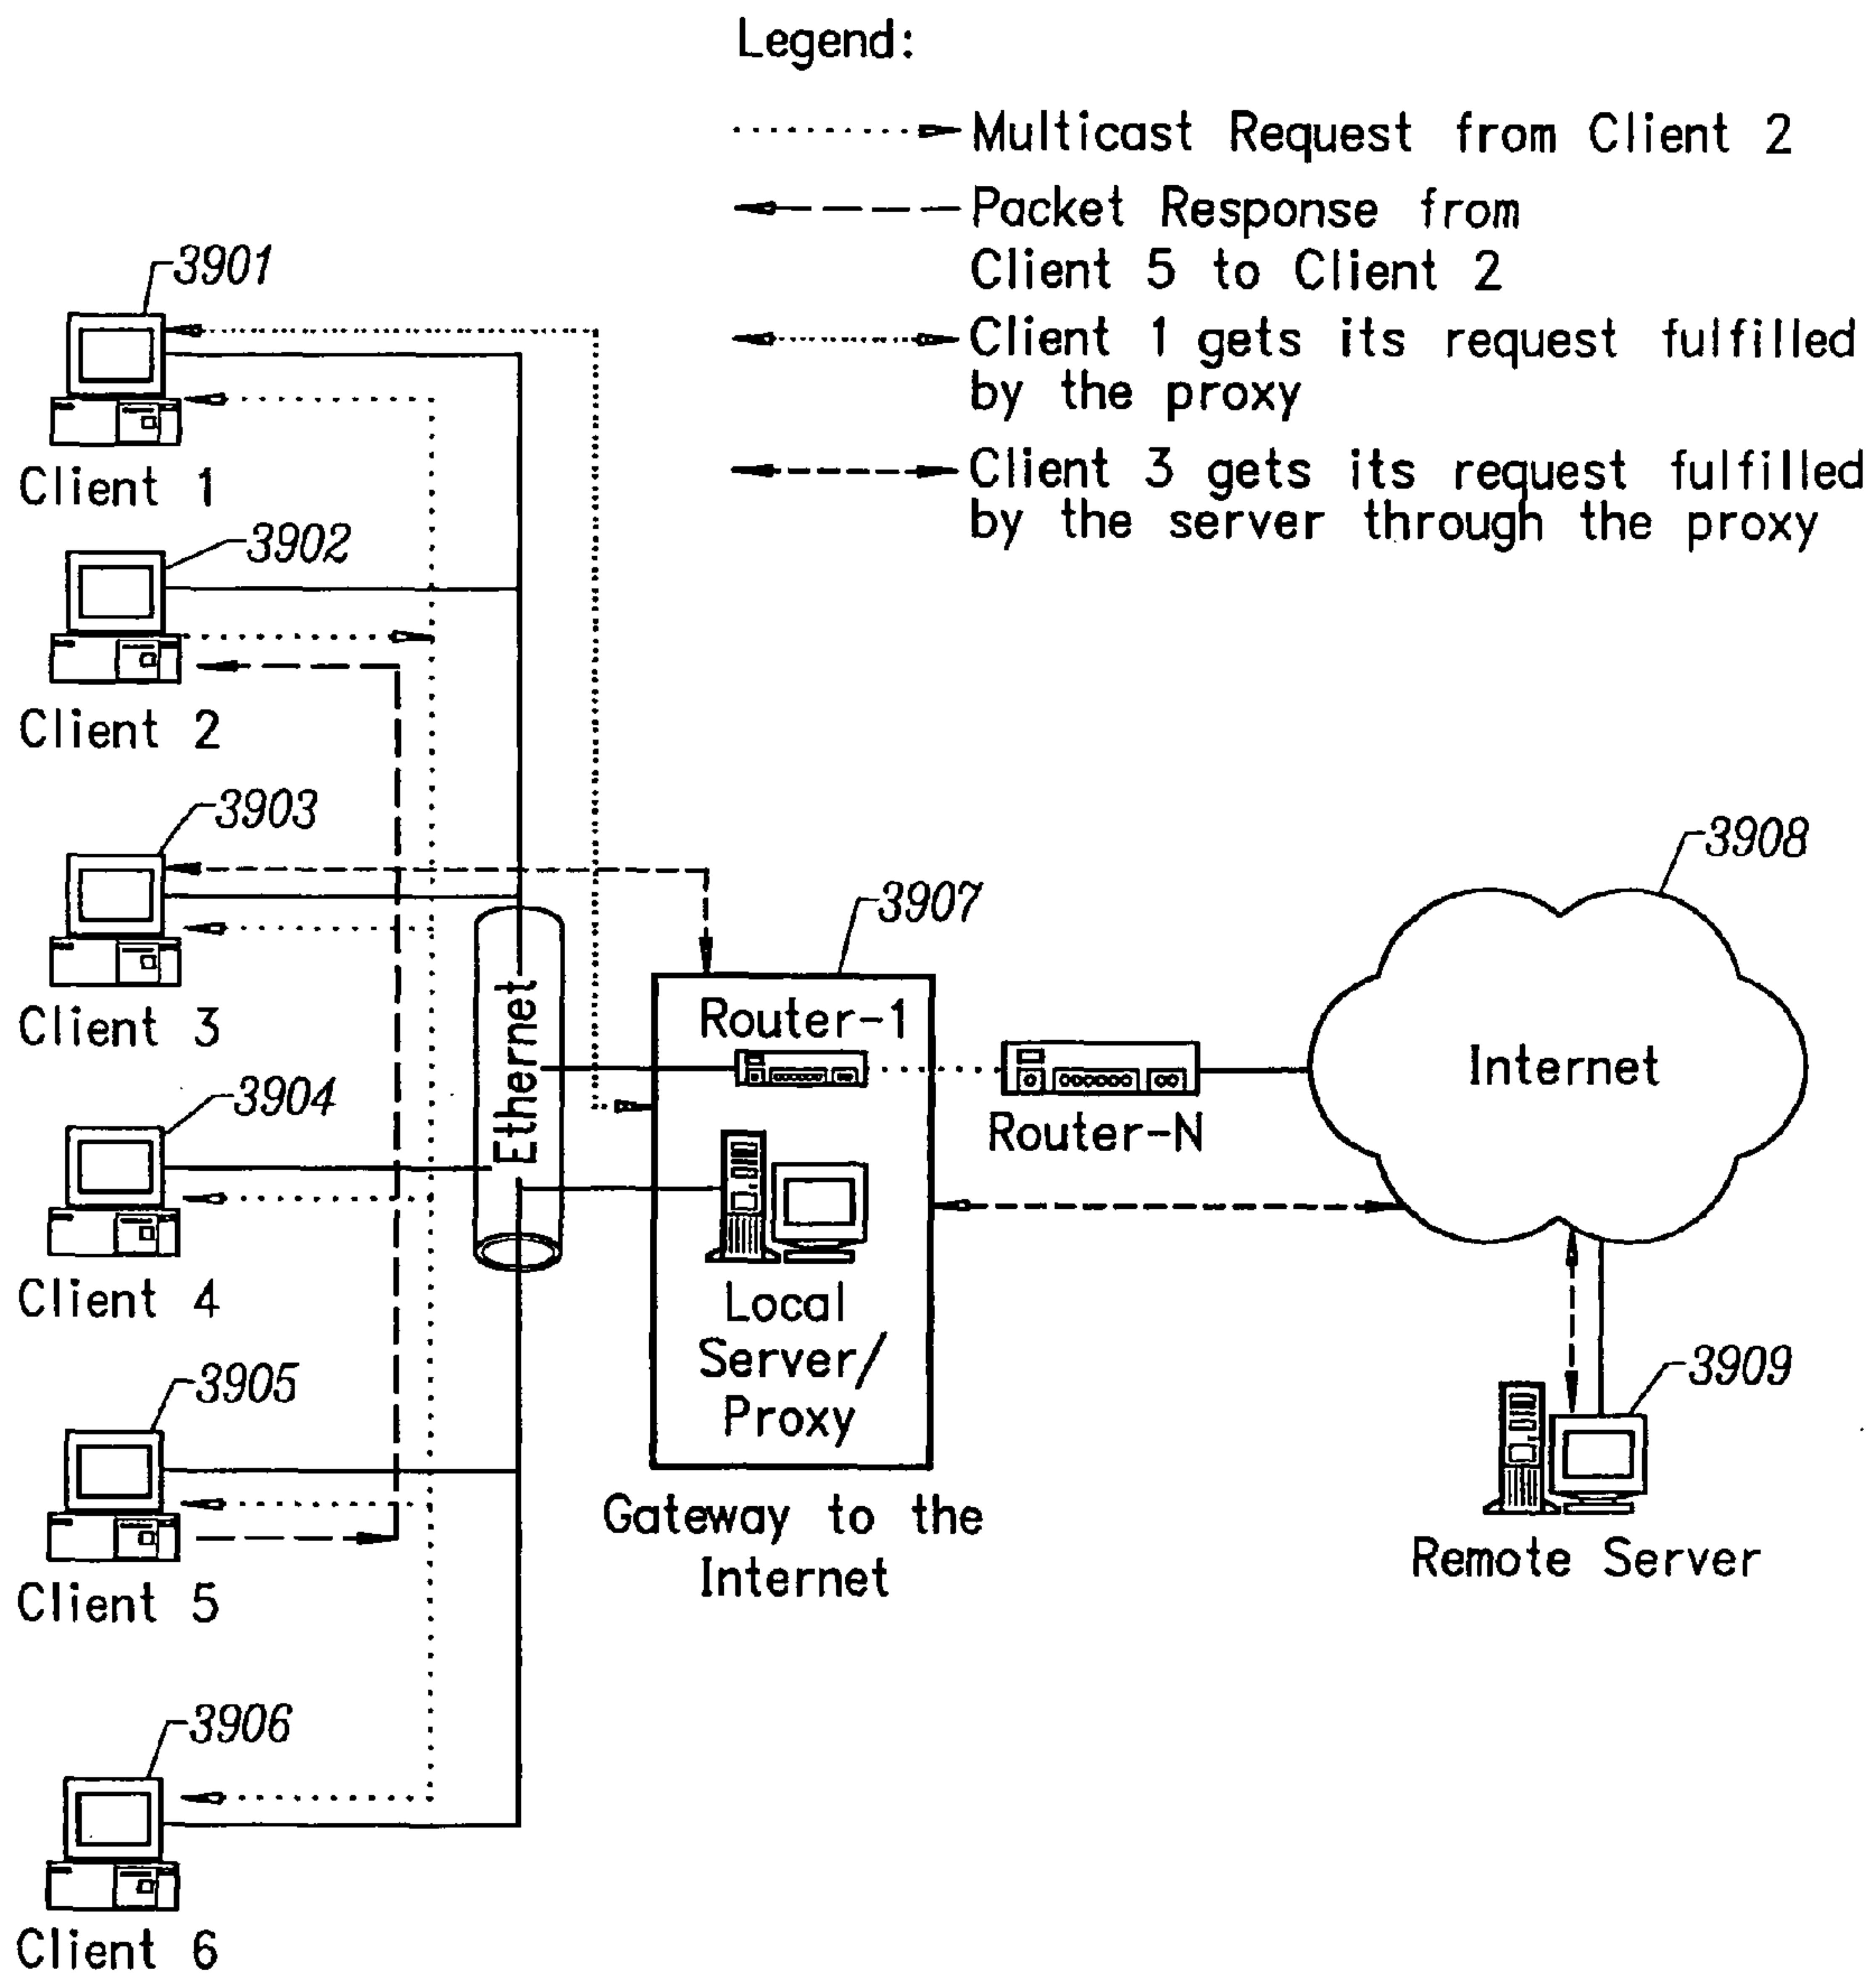 Legend:
Multicast Request from Client 2
Packet Response from
Client 5 to Client 2
Client 1 gets its request fulfilled
by the proxy
Client 3 gets its request fulfilled
by the server through the proxy
3901
Client 1
3902
Client 2
3903
Client 3
3904
Client 4
3905
Client 5
3906
Client 6
Ethernet
3907
Router-1
Local
Server/
Proxy
Gateway to the
Internet
Router-N
3908
Internet
3909
Remote Server